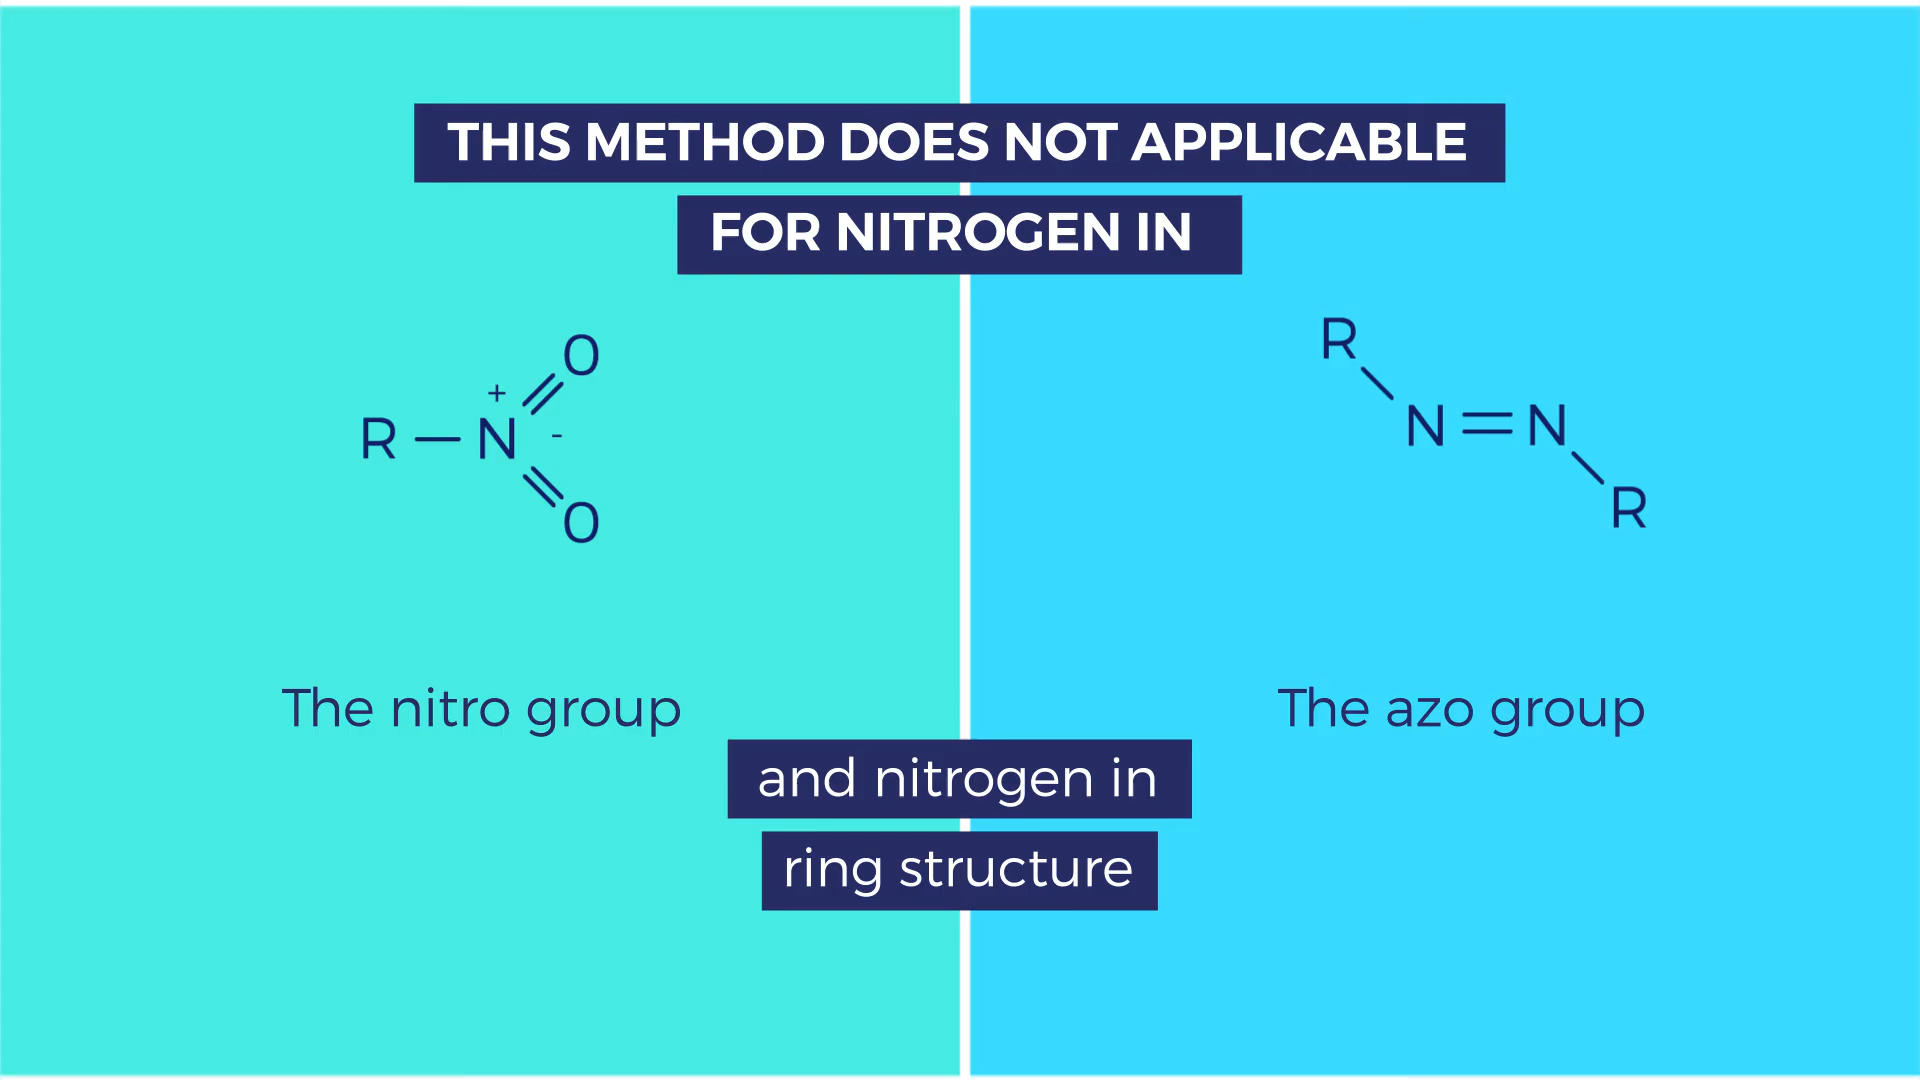 THIS METHOD DOES NOT APPLICABLE
FOR NITROGEN IN
R — N + - O O
R N = N R
The nitro group
The azo group
and nitrogen in
ring structure